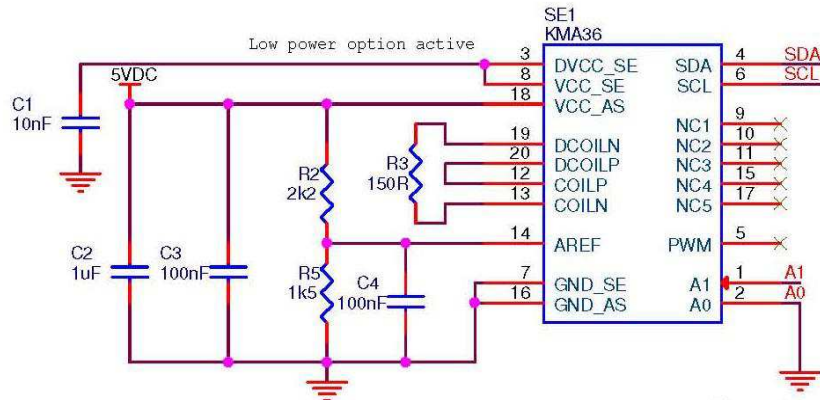 SE1
KMA36
Low power option active
5VDC
C1
10nF
3 DVCC_SE SDA 4 SDA
8 VCC_SE SCL 6 SCL
18 VCC_AS
NC1 9
19 DCOILN NC2 10
20 DCOILP NC3 11
12 COILP NC4 15
13 COILN NC5 17
R3
150R
R2
2k2
14 AREF PWM 5
C2
1uF
C3
100nF
R5
1k5
C4
100nF
7 GND_SE A1 1 A1
16 GND_AS A0 2 A0